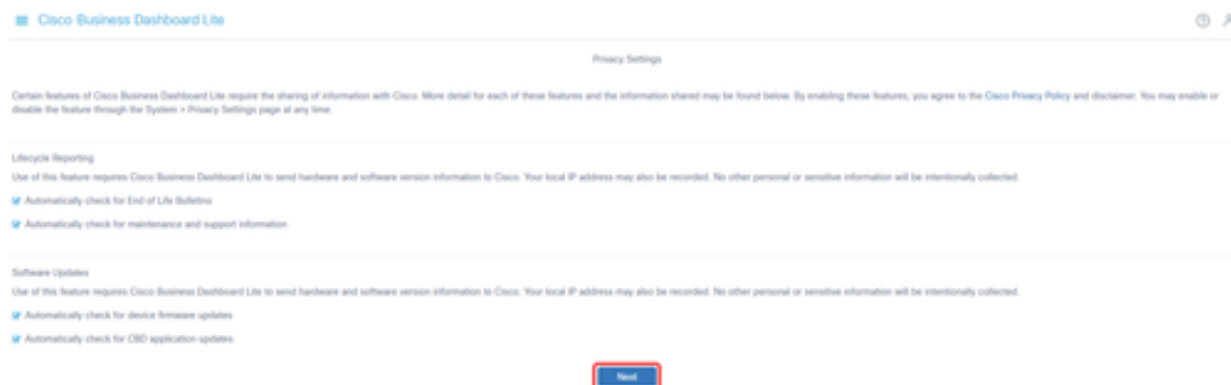 Cisco Business Dashboard Lite
Privacy Settings
Certain features of Cisco Business Dashboard Lite require the sharing of information with Cisco. More detail for each of these features and the information shared may be found below. By enabling these features, you agree to the Cisco Privacy Policy and disclaimer. You may enable or
disable the feature through the System > Privacy Settings page at any time.
Lifecycle Reporting
Use of this feature requires Cisco Business Dashboard Lite to send hardware and software version information to Cisco. Your local IP address may also be recorded. No other personal or sensitive information will be intentionally collected.
Automatically check for End of Life Bulletins
Automatically check for maintenance and support information
Software Updates
Use of this feature requires Cisco Business Dashboard Lite to send hardware and software version information to Cisco. Your local IP address may also be recorded. No other personal or sensitive information will be intentionally collected.
Automatically check for device firmware updates
Automatically check for CBD application updates
Next